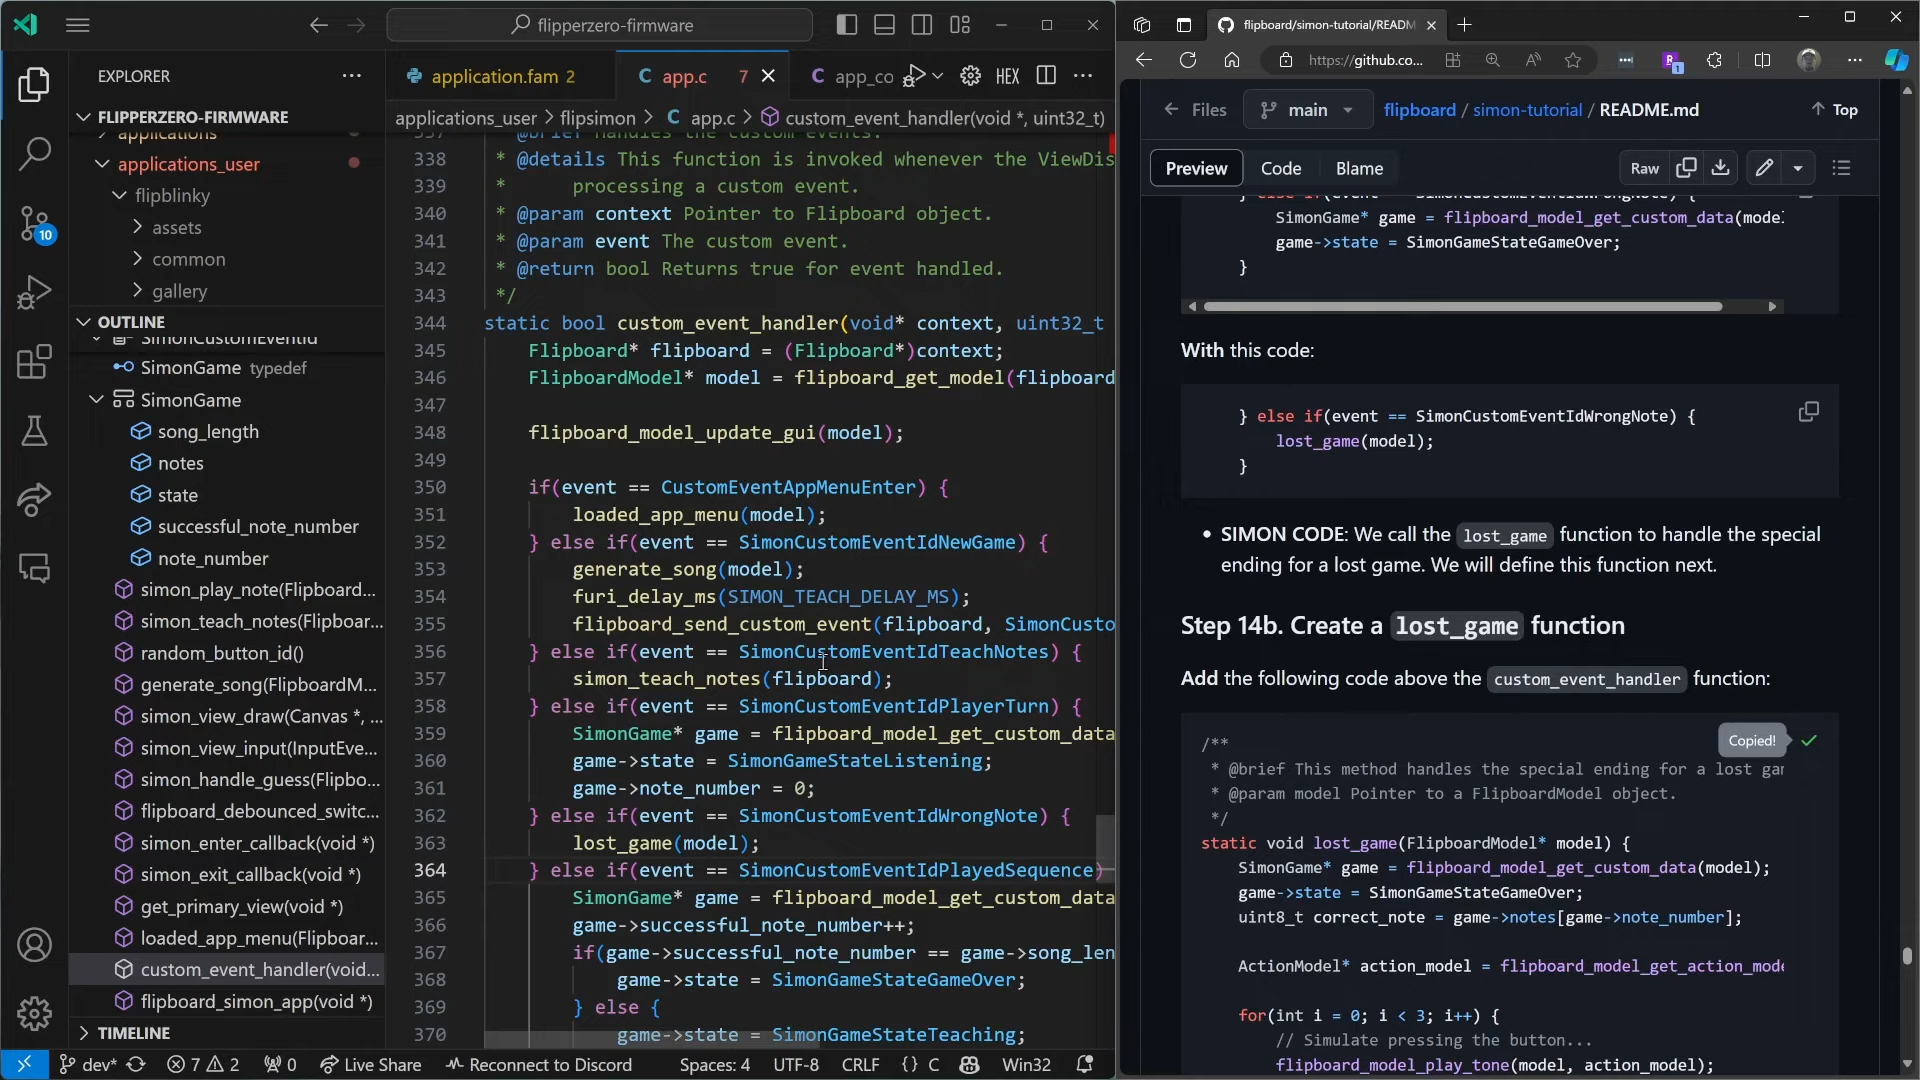 flipperzero-firmware
EXPLORER
FLIPPERZERO-FIRMWARE
applications
applications_user
flipblinky
assets
common
gallery
OUTLINE
SimonCustomEventId
SimonGame typedef
SimonGame
song_length
notes
state
successful_note_number
note_number
simon_play_note(Flipboard...
simon_teach_notes(Flipboar...
random_button_id()
generate_song(FlipboardM...
simon_view_draw(Canvas *, ...
simon_view_input(InputEve...
simon_handle_guess(Flipbo...
flipboard_debounced_switc...
simon_enter_callback(void *)
simon_exit_callback(void *)
get_primary_view(void *)
loaded_app_menu(Flipboar...
custom_event_handler(void...
flipboard_simon_app(void *)
TIMELINE
10
application.fam 2
C app.c 7
C app_co
HEX
applications_user > flipsimon > C app.c > custom_event_handler(void *, uint32_t)
337 * @brief Handles the custom events.
338 * @details This function is invoked whenever the ViewDis
339 * processing a custom event.
340 * @param context Pointer to Flipboard object.
341 * @param event The custom event.
342 * @return bool Returns true for event handled.
343 */
344 static bool custom_event_handler(void* context, uint32_t
345 Flipboard* flipboard = (Flipboard*)context;
346 FlipboardModel* model = flipboard_get_model(flipboard
347
348 flipboard_model_update_gui(model);
349
350 if(event == CustomEventAppMenuEnter) {
351 loaded_app_menu(model);
352 } else if(event == SimonCustomEventIdNewGame) {
353 generate_song(model);
354 furi_delay_ms(SIMON_TEACH_DELAY_MS);
355 flipboard_send_custom_event(flipboard, SimonCusto
356 } else if(event == SimonCustomEventIdTeachNotes) {
357 simon_teach_notes(flipboard);
358 } else if(event == SimonCustomEventIdPlayerTurn) {
359 SimonGame* game = flipboard_model_get_custom_data
360 game->state = SimonGameStateListening;
361 game->note_number = 0;
362 } else if(event == SimonCustomEventIdWrongNote) {
363 lost_game(model);
364 } else if(event == SimonCustomEventIdPlayedSequence)
365 SimonGame* game = flipboard_model_get_custom_data
366 game->successful_note_number++;
367 if(game->successful_note_number == game->song_len
368 game->state = SimonGameStateGameOver;
369 } else {
370 game->state = SimonGameStateTeaching;
dev* 7 2 0 Live Share Reconnect to Discord Spaces: 4 UTF-8 CRLF {} C Win32
flipboard/simon-tutorial/READM
https://github.co...
1
Files main flipboard / simon-tutorial / README.md Top
Preview Code Blame Raw
} else if(event == SimonCustomEventIdWrongNote) {
SimonGame* game = flipboard_model_get_custom_data(model
game->state = SimonGameStateGameOver;
}
With this code:
} else if(event == SimonCustomEventIdWrongNote) {
lost_game(model);
}
• SIMON CODE: We call the lost_game function to handle the special
ending for a lost game. We will define this function next.
Step 14b. Create a lost_game function
Add the following code above the custom_event_handler function:
Copied!
/**
* @brief This method handles the special ending for a lost gam
* @param model Pointer to a FlipboardModel object.
*/
static void lost_game(FlipboardModel* model) {
SimonGame* game = flipboard_model_get_custom_data(model);
game->state = SimonGameStateGameOver;
uint8_t correct_note = game->notes[game->note_number];
ActionModel* action_model = flipboard_model_get_action_mode
for(int i = 0; i < 3; i++) {
// Simulate pressing the button...
flipboard_model_play_tone(model, action_model);